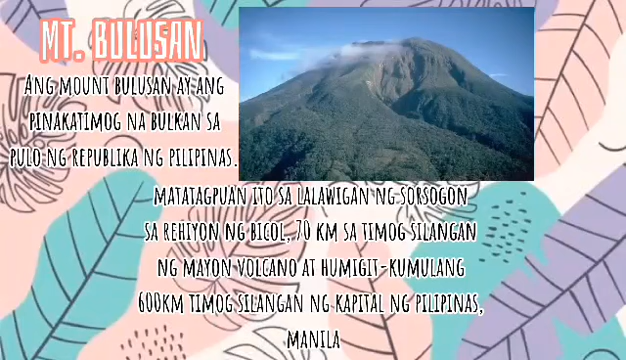 MT. BULUSAN
ANG MOUNT BULUSAN AY ANG
PINAKATIMOG NA BULKAN SA
PULO NG REPUBLIKA NG PILIPINAS.
MATATAGPUAN ITO SA LALAWIGAN NG SORSOGON
SA REHIYON NG BICOL, 70 KM SA TIMOG SILANGAN
NG MAYON VOLCANO AT HUMIGIT-KUMULANG
600KM TIMOG SILANGAN NG KAPITAL NG PILIPINAS,
MANILA